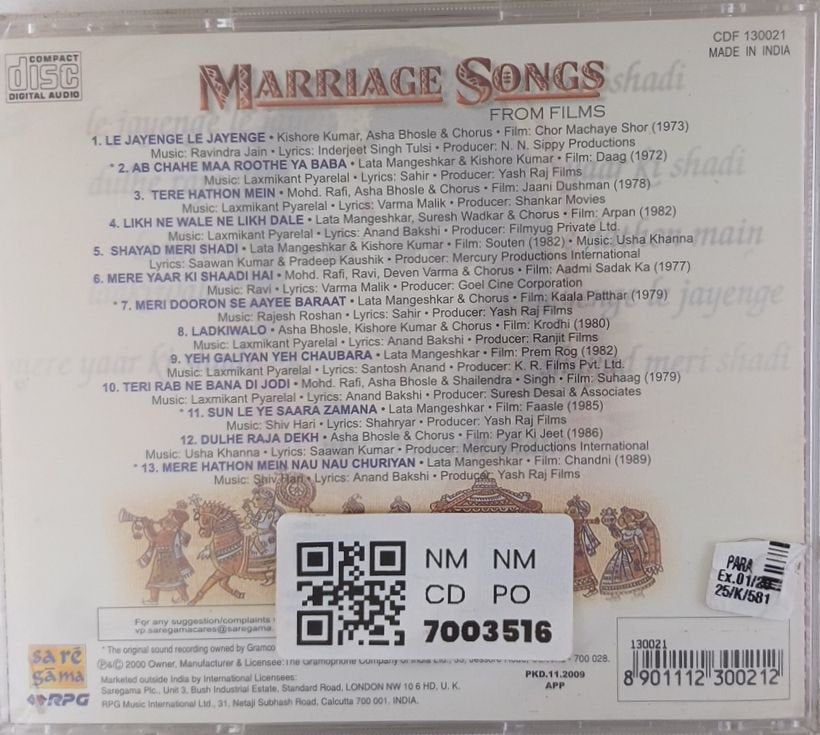 COMPACT
disc
DIGITAL AUDIO
CDF 130021
MADE IN INDIA
MARRIAGE SONGS
FROM FILMS
1. LE JAYENGE LE JAYENGE • Kishore Kumar, Asha Bhosle & Chorus • Film: Chor Machaye Shor (1973)
Music: Ravindra Jain • Lyrics: Inderjeet Singh Tulsi • Producer: N. N. Sippy Productions
* 2. AB CHAHE MAA ROOTHE YA BABA • Lata Mangeshkar & Kishore Kumar • Film: Daag (1972)
Music: Laxmikant Pyarelal • Lyrics: Sahir • Producer: Yash Raj Films
3. TERE HATHON MEIN • Mohd. Rafi, Asha Bhosle & Chorus • Film: Jaani Dushman (1978)
Music: Laxmikant Pyarelal • Lyrics: Varma Malik • Producer: Shankar Movies
4. LIKH NE WALE NE LIKH DALE • Lata Mangeshkar, Suresh Wadkar & Chorus • Film: Arpan (1982)
Music: Laxmikant Pyarelal • Lyrics: Anand Bakshi • Producer: Filmyug Private Ltd.
5. SHAYAD MERI SHADI • Lata Mangeshkar & Kishore Kumar • Film: Souten (1982) • Music: Usha Khanna
Lyrics: Saawan Kumar & Pradeep Kaushik • Producer: Mercury Productions International
6. MERE YAAR KI SHAADI HAI • Mohd. Rafi, Ravi, Deven Varma & Chorus • Film: Aadmi Sadak Ka (1977)
Music: Ravi • Lyrics: Varma Malik • Producer: Goel Cine Corporation
* 7. MERI DOORON SE AAYEE BARAAT • Lata Mangeshkar & Chorus • Film: Kaala Patthar (1979)
Music: Rajesh Roshan • Lyrics: Sahir • Producer: Yash Raj Films
8. LADKIWALO • Asha Bhosle, Kishore Kumar & Chorus • Film: Krodhi (1980)
Music: Laxmikant Pyarelal • Lyrics: Anand Bakshi • Producer: Ranjit Films
9. YEH GALIYAN YEH CHAUBARA • Lata Mangeshkar • Film: Prem Rog (1982)
Music: Laxmikant Pyarelal • Lyrics: Santosh Anand • Producer: K. R. Films Pvt. Ltd.
10. TERI RAB NE BANA DI JODI • Mohd. Rafi, Asha Bhosle & Shailendra • Singh • Film: Suhaag (1979)
Music: Laxmikant Pyarelal • Lyrics: Anand Bakshi • Producer: Suresh Desai & Associates
* 11. SUN LE YE SAARA ZAMANA • Lata Mangeshkar • Film: Faasle (1985)
Music: Shiv Hari • Lyrics: Shahryar • Producer: Yash Raj Films
12. DULHE RAJA DEKH • Asha Bhosle & Chorus • Film: Pyar Ki Jeet (1986)
Music: Usha Khanna • Lyrics: Saawan Kumar • Producer: Mercury Productions International
* 13. MERE HATHON MEIN NAU NAU CHURIYAN • Lata Mangeshkar • Film: Chandni (1989)
Music: Shiv Hari • Lyrics: Anand Bakshi • Producer: Yash Raj Films
NM NM
CD PO
7003516
PARA
Ex.01/
25/K/581
For any suggestion/complaints
vp.saregamacares@saregama.
* The original sound recording owned by Gramco
℗&© 2000 Owner, Manufacturer & Licensee: The Gramophone Company of India Ltd., 33, Jessore Road, 700 028.
Marketed outside India by International Licensees:
Saregama Plc., Unit 3, Bush Industrial Estate, Standard Road, LONDON NW 10 6 HD, U. K.
RPG Music International Ltd., 31, Netaji Subhash Road, Calcutta 700 001. INDIA.
PKD.11.2009
APP
sa rē
gāma
RPG
130021
8 901112 300212